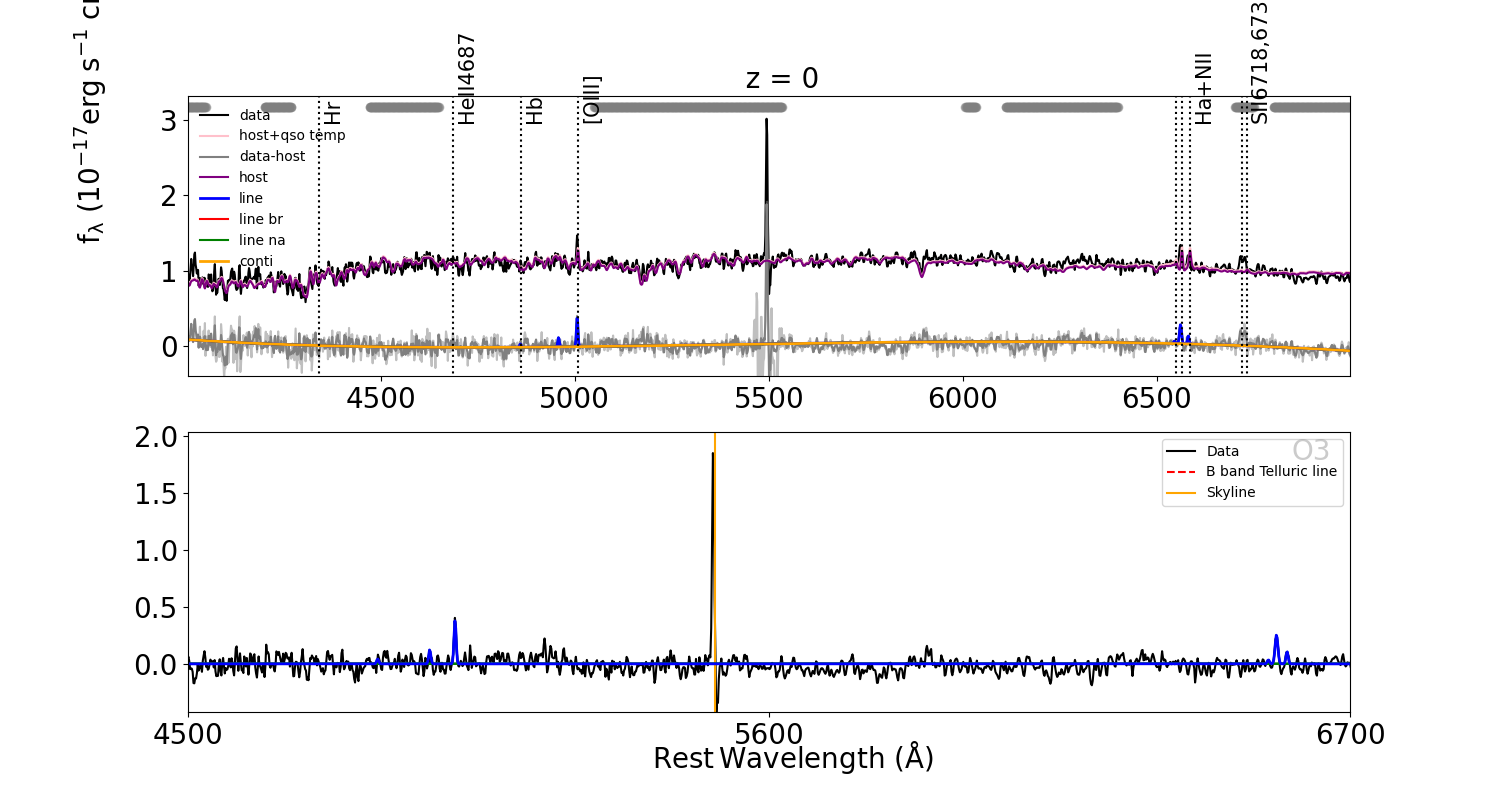 z = 0
f_λ (10^−17 erg s^−1
3
2
1
0
data
host+qso temp
data-host
host
line
line br
line na
conti
Hr
HeII4687
Hb
[OIII]
Ha+NII
SII6718,673
4500 5000 5500 6000 6500
2.0
1.5
1.0
0.5
0.0
O3
Data
B band Telluric line
Skyline
4500 5600 6700
Rest Wavelength (Å)